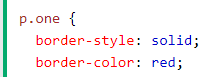 p.one {
  border-style: solid;
  border-color: red;